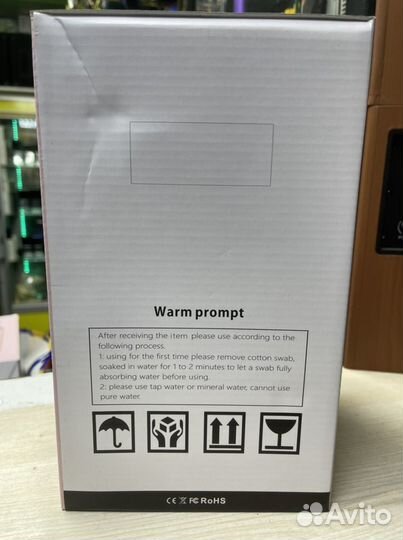 Warm prompt
After receiving the item please use according to the
following process.
1: using for the first time please remove cotton swab,
soaked in water for 1 to 2 minutes to let a swab fully
absorbing water before using.
2: please use tap water or mineral water, cannot use
pure water.
CE FC RoHS
Avito